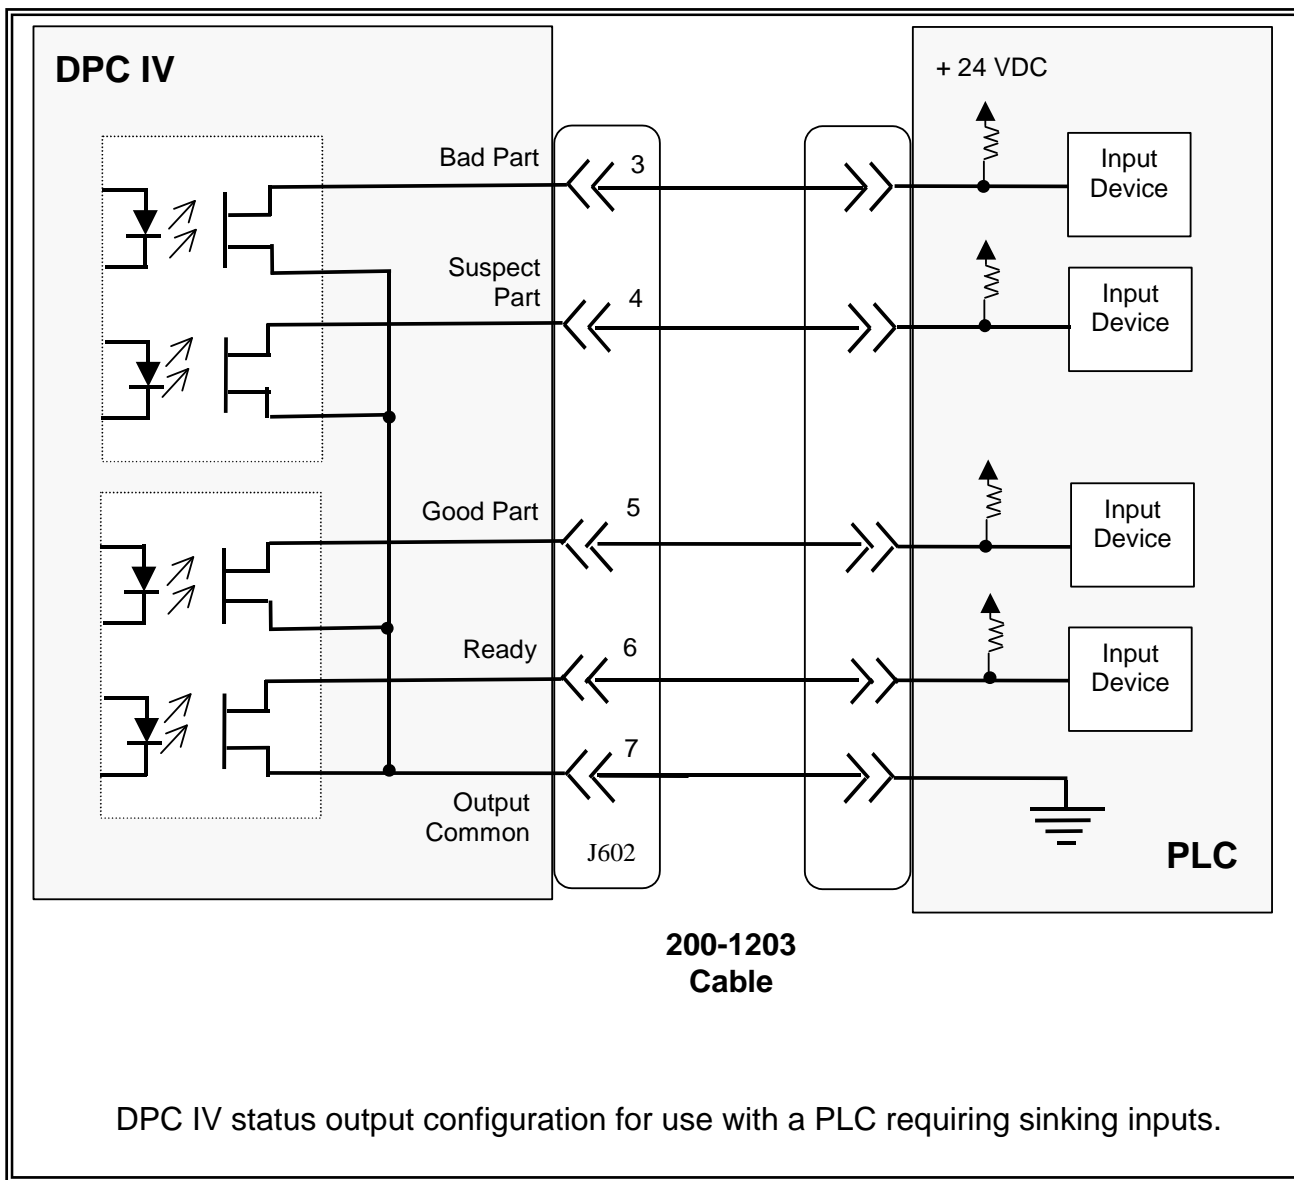 DPC IV
+ 24 VDC
Bad Part
3
Input
Device
Suspect
Part
4
Input
Device
Good Part
5
Input
Device
Ready
6
Input
Device
7
Output
Common
J602
PLC
200-1203
Cable
DPC IV status output configuration for use with a PLC requiring sinking inputs.